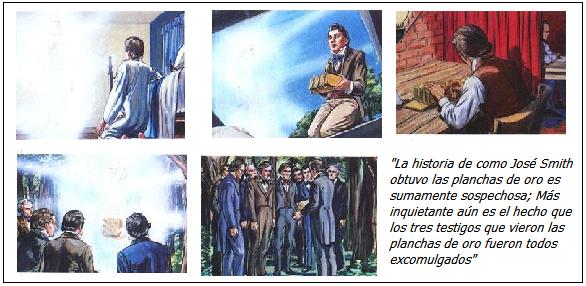 "La historia de como José Smith
obtuvo las planchas de oro es
sumamente sospechosa; Más
inquietante aún es el hecho que
los tres testigos que vieron las
planchas de oro fueron todos
excomulgados"